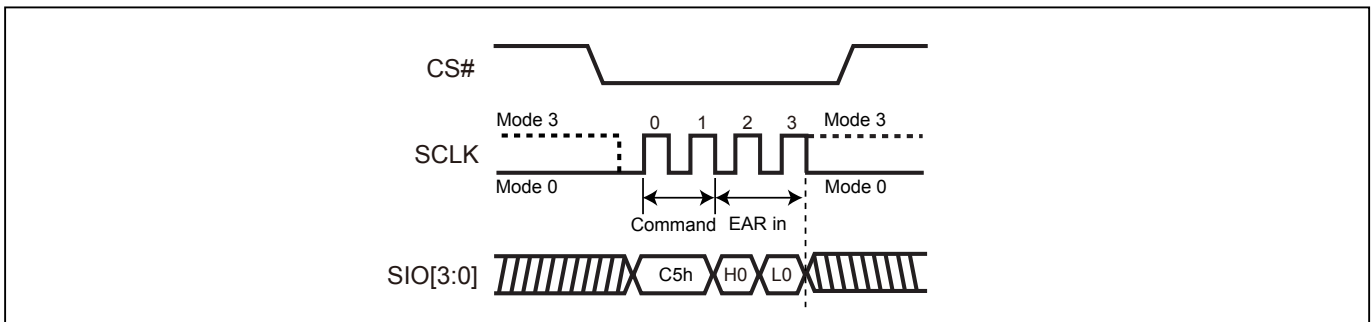 CS#
Mode 3 0 1 2 3 Mode 3
SCLK
Mode 0 Mode 0
Command EAR in
SIO[3:0] C5h H0 L0